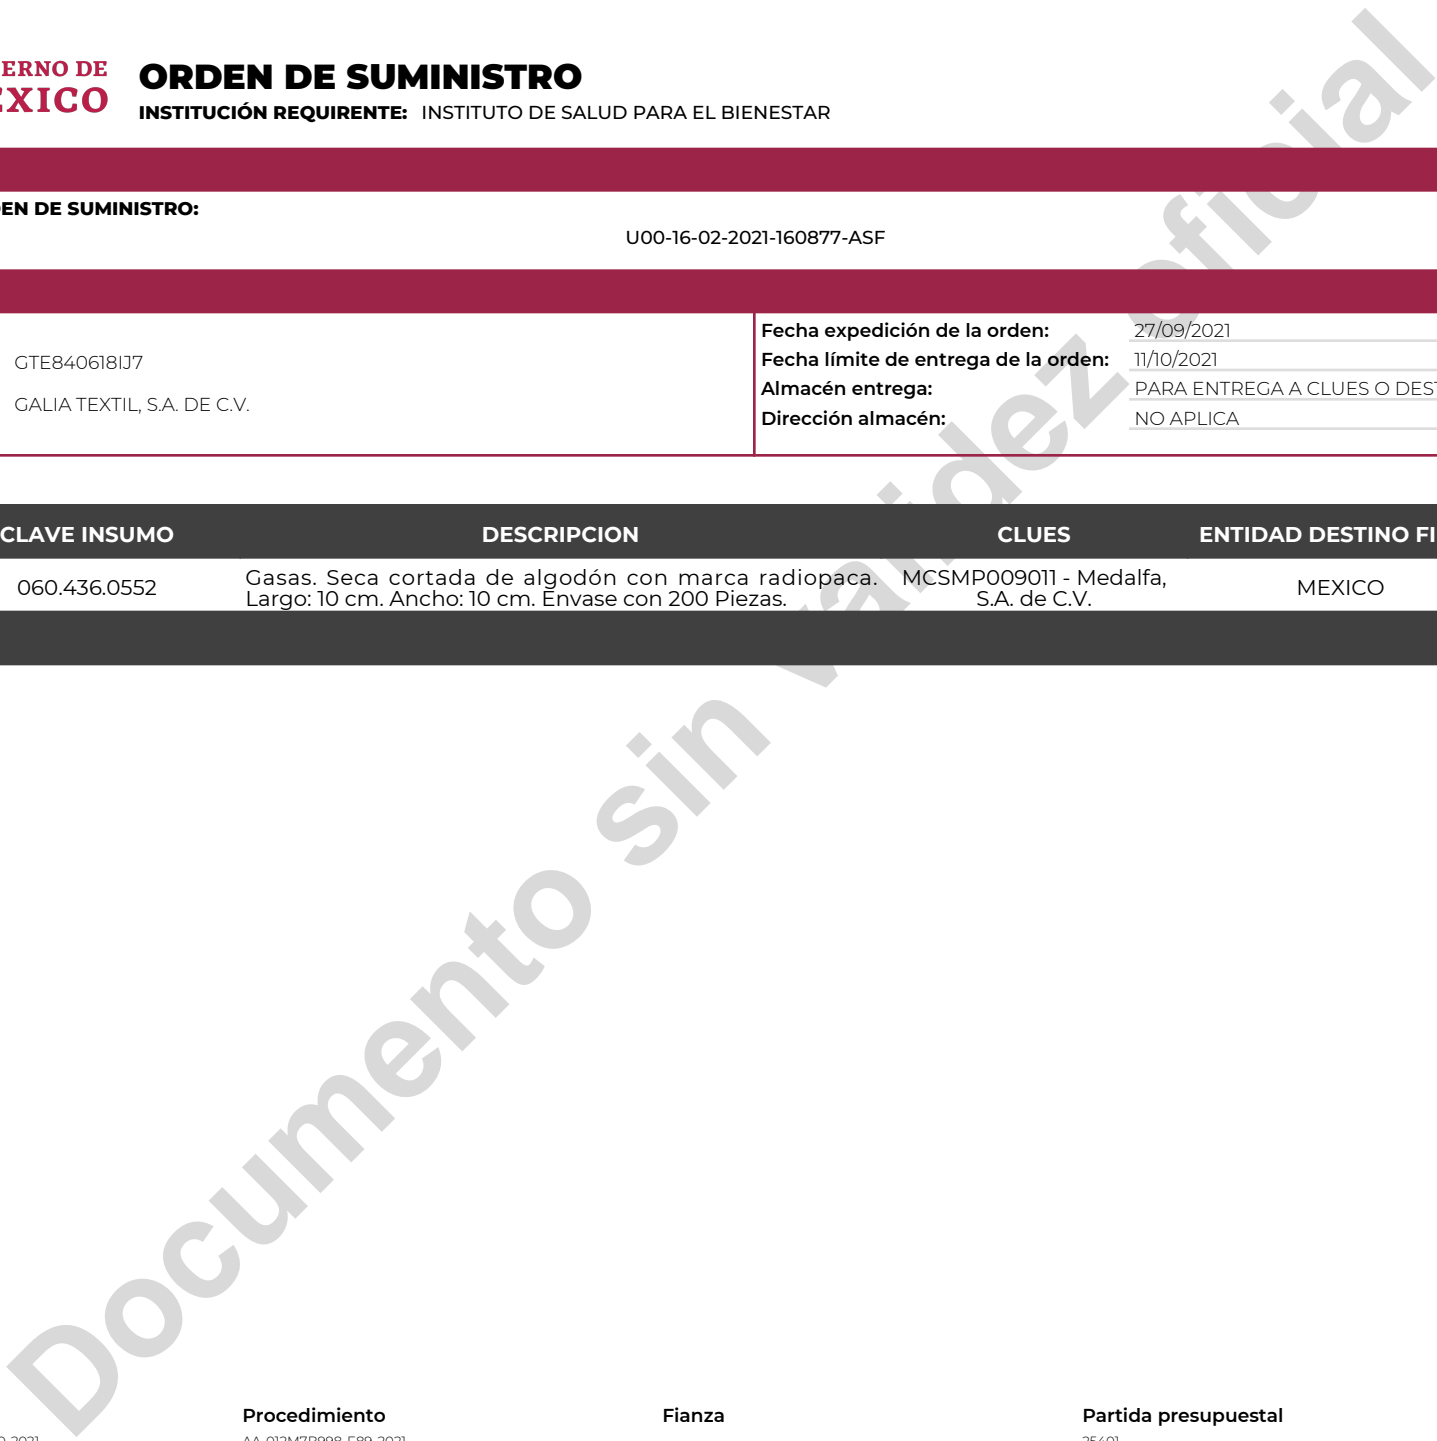 ERNO DE
EXICO
ORDEN DE SUMINISTRO
INSTITUCIÓN REQUIRENTE: INSTITUTO DE SALUD PARA EL BIENESTAR
EN DE SUMINISTRO:
U00-16-02-2021-160877-ASF
GTE840618IJ7
GALIA TEXTIL, S.A. DE C.V.
Fecha expedición de la orden: 27/09/2021
Fecha límite de entrega de la orden: 11/10/2021
Almacén entrega: PARA ENTREGA A CLUES O DEST
Dirección almacén: NO APLICA
CLAVE INSUMO DESCRIPCION CLUES ENTIDAD DESTINO FI
060.436.0552 Gasas. Seca cortada de algodón con marca radiopaca. Largo: 10 cm. Ancho: 10 cm. Envase con 200 Piezas. MCSMP009011 - Medalfa, S.A. de C.V. MEXICO
Documento sin validez oficial
Procedimiento Fianza Partida presupuestal